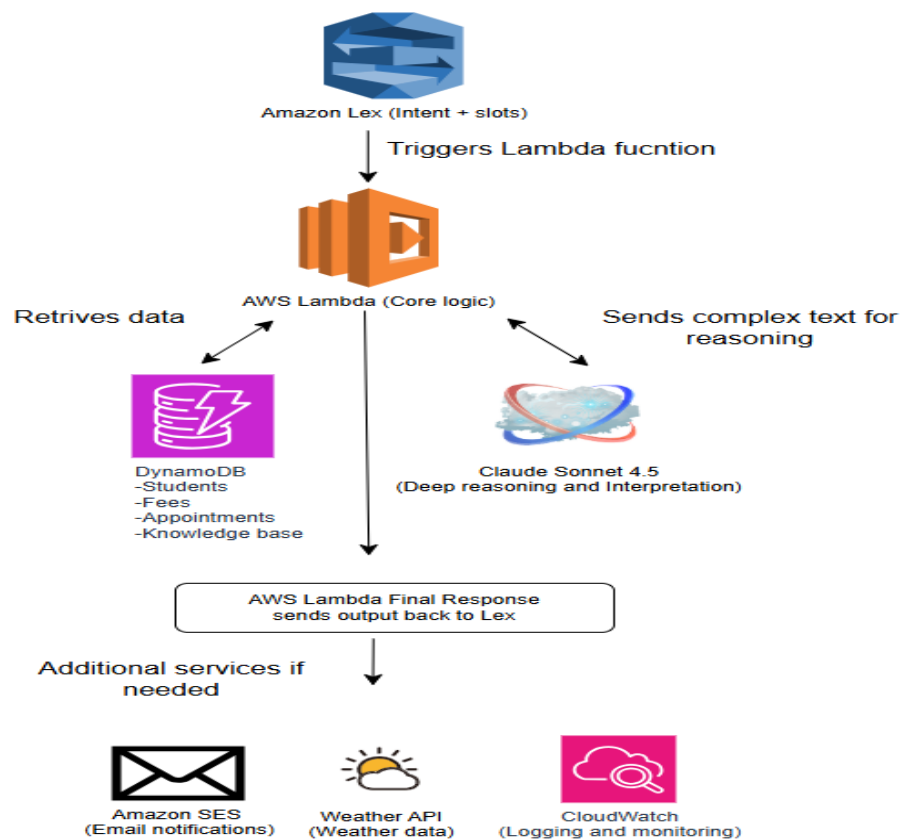 Amazon Lex (Intent + slots)
Triggers Lambda fucntion
AWS Lambda (Core logic)
Retrives data
Sends complex text for
reasoning
DynamoDB
-Students
-Fees
-Appointments
-Knowledge base
Claude Sonnet 4.5
(Deep reasoning and Interpretation)
AWS Lambda Final Response
sends output back to Lex
Additional services if
needed
Amazon SES
(Email notifications)
Weather API
(Weather data)
CloudWatch
(Logging and monitoring)